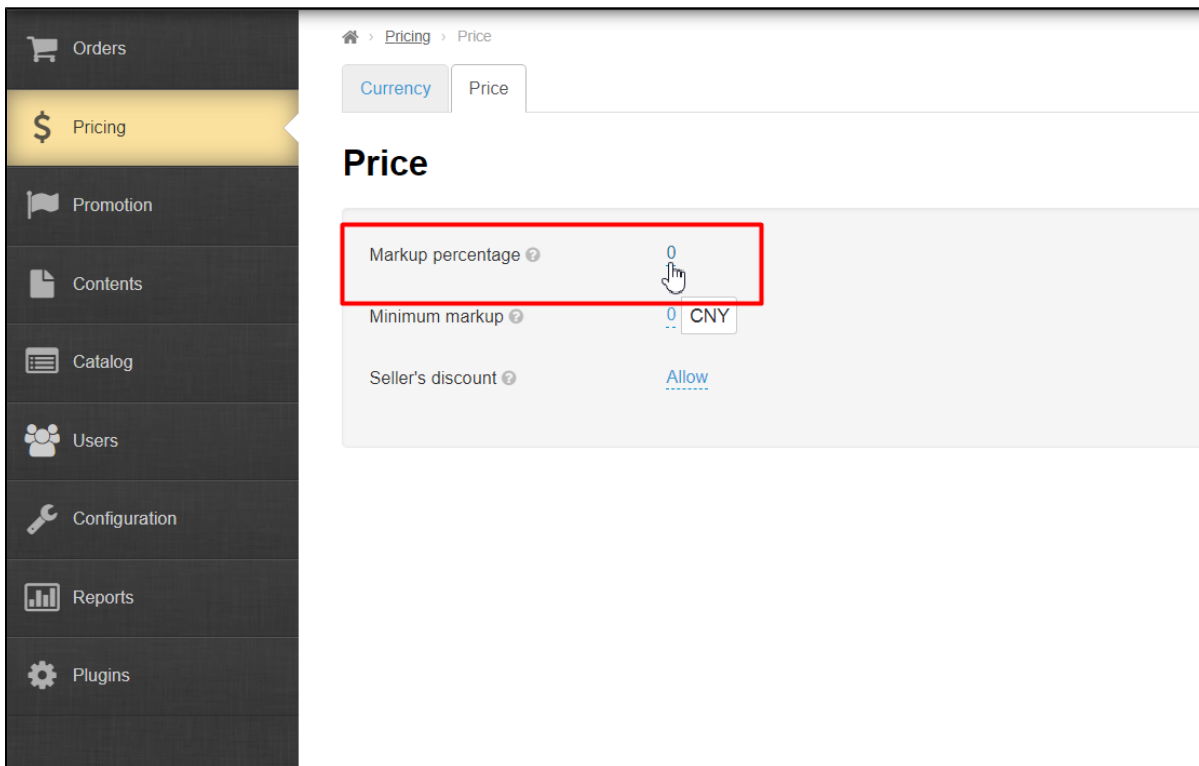 Orders
Pricing
Promotion
Contents
Catalog
Users
Configuration
Reports
Plugins
Pricing Price
Currency Price
Price
Markup percentage ? 0
Minimum markup ? 0 CNY
Seller's discount ? Allow